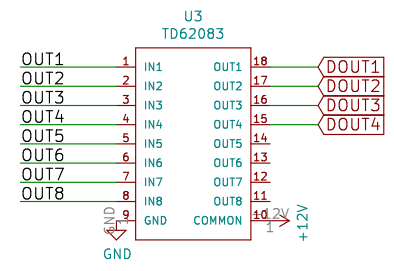 U3
TD62083
OUT1 1 IN1 OUT1 18 DOUT1
OUT2 2 IN2 OUT2 17 DOUT2
OUT3 3 IN3 OUT3 16 DOUT3
OUT4 4 IN4 OUT4 15 DOUT4
OUT5 5 IN5 OUT5 14
OUT6 6 IN6 OUT6 13
OUT7 7 IN7 OUT7 12
OUT8 8 IN8 OUT8 11
GND 1 9 GND COMMON 10 +12V 1 +12V
GND